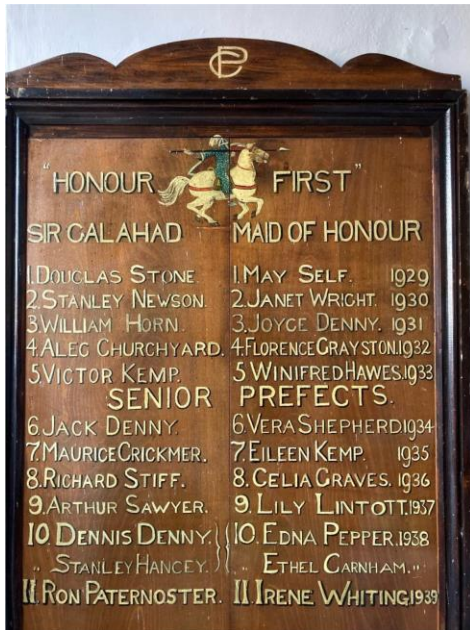 CP
"HONOUR FIRST"
SIR GALAHAD MAID OF HONOUR
1. DOUGLAS STONE 1. MAY SELF. 1929
2. STANLEY NEWSON. 2. JANET WRIGHT. 1930
3. WILLIAM HORN. 3. JOYCE DENNY. 1931
4. ALEC CHURCHYARD. 4. FLORENCE GRAYSTON. 1932
5. VICTOR KEMP. 5 WINIFRED HAWES. 1933
SENIOR PREFECTS.
6. JACK DENNY. 6. VERA SHEPHERD. 1934
7. MAURICE CRICKMER. 7. EILEEN KEMP. 1935
8. RICHARD STIFF. 8. CELIA GRAVES. 1936
9. ARTHUR SAWYER. 9. LILY LINTOTT. 1937
10 DENNIS DENNY. 10. EDNA PEPPER. 1938
" STANLEY HANCEY. " ETHEL GARNHAM. "
11. RON PATERNOSTER. 11 IRENE WHITING 1939